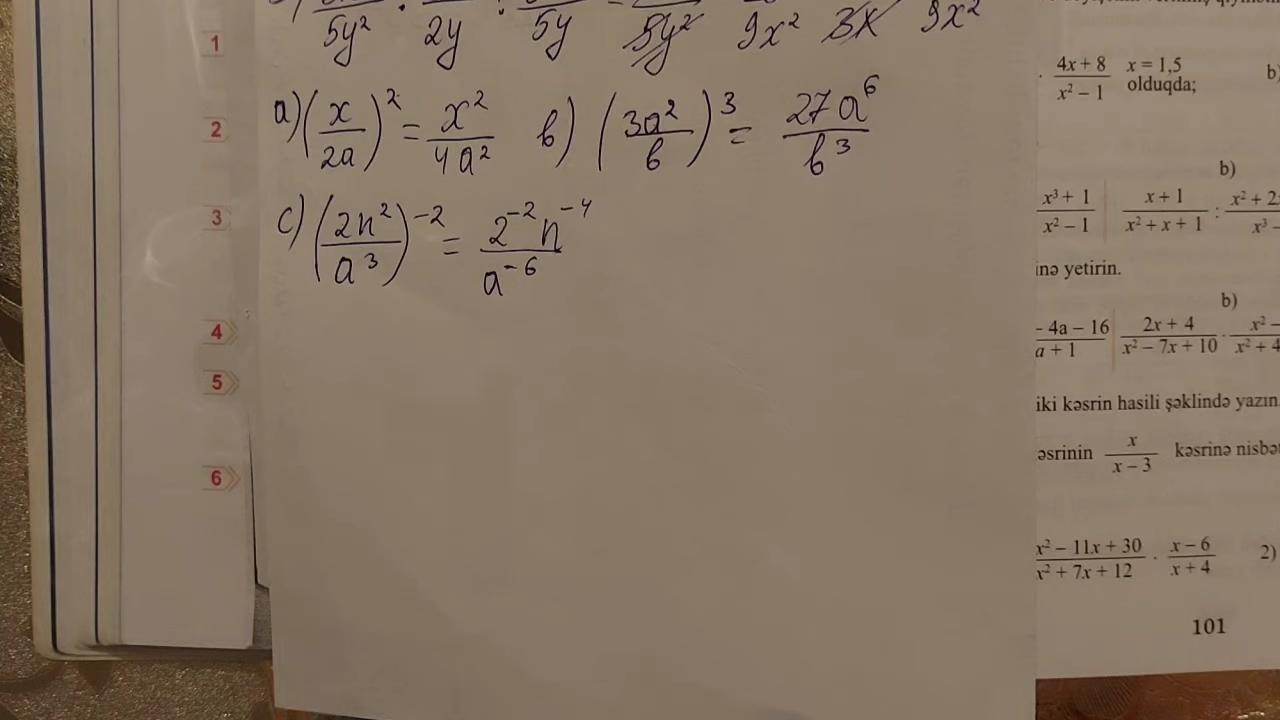 5y² · 2y : 5y 5y² 9x² 3x 9x²
a) (x/2a)² = x²/4a² b) (3a²/b)³ = 27a⁶/b³
c) (2n²/a³)⁻² = 2⁻²n⁻⁴/a⁻⁶
1
2
3
4
5
6
· (4x + 8)/(x² – 1) x = 1,5 olduqda; b)
b)
(x³ + 1)/(x² – 1) (x + 1)/(x² + x + 1) : (x² + 2)/(x³ –)
inə yetirin.
b)
(– 4a – 16)/(a + 1) (2x + 4)/(x² – 7x + 10) · (x² –)/(x² + 4)
iki kəsrin hasili şəklində yazın
əsrinin x/(x – 3) kəsrinə nisbə
(x² – 11x + 30)/(x² + 7x + 12) · (x – 6)/(x + 4) 2)
101